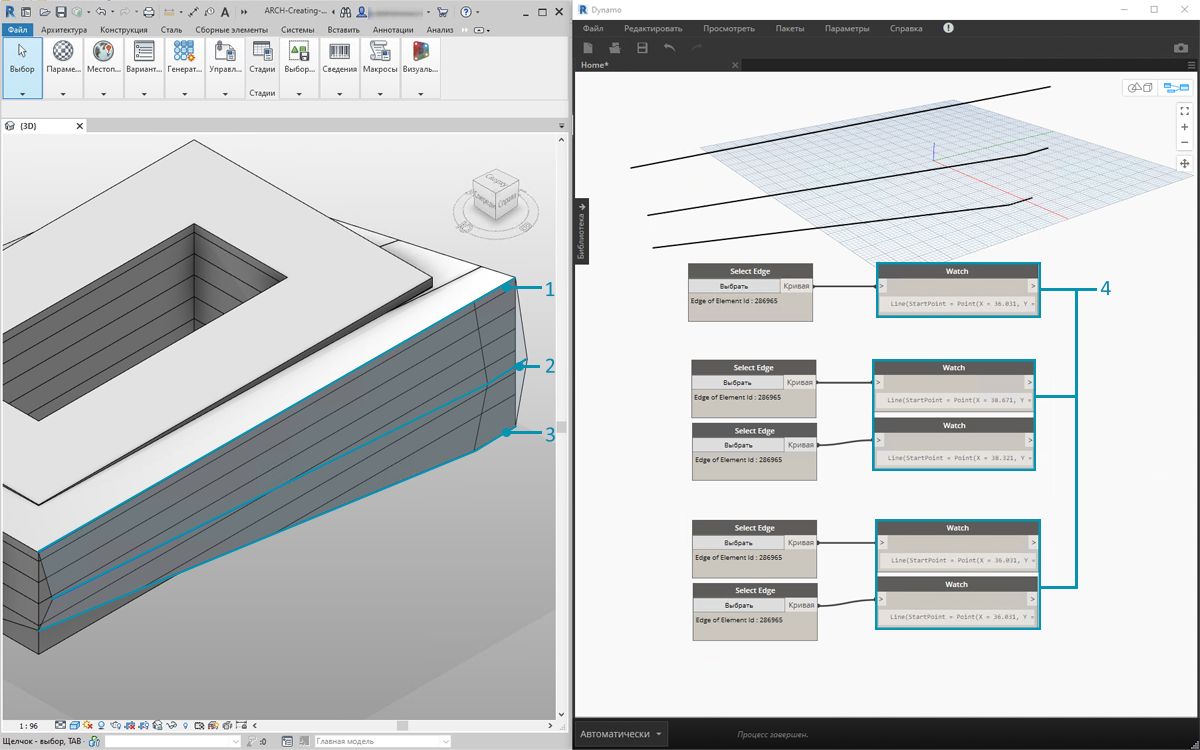 ARCH-Creating-...
Файл Архитектура Конструкция Сталь Сборные элементы Системы Вставить Аннотации Анализ
Выбор Параме... Местоп... Вариант... Генерат... Управл... Стадии Выбор... Сведения Макросы Визуаль...
Стадии
{3D}
Сверху
Справа
1
2
3
1 : 96
Щелчок - выбор, TAB -
:0
Главная модель
Dynamo
Файл Редактировать Просмотреть Пакеты Параметры Справка
Home*
Библиотека
Select Edge
Выбрать Кривая
Edge of Element Id : 286965
Watch
> >
Line(StartPoint = Point(X = 36.031, Y =
4
Select Edge
Выбрать Кривая
Edge of Element Id : 286965
Watch
> >
Line(StartPoint = Point(X = 38.671, Y =
Select Edge
Выбрать Кривая
Edge of Element Id : 286965
Watch
> >
Line(StartPoint = Point(X = 38.321, Y =
Select Edge
Выбрать Кривая
Edge of Element Id : 286965
Watch
> >
Line(StartPoint = Point(X = 36.031, Y =
Select Edge
Выбрать Кривая
Edge of Element Id : 286965
Watch
> >
Line(StartPoint = Point(X = 36.031, Y =
Автоматически
Процесс завершен.